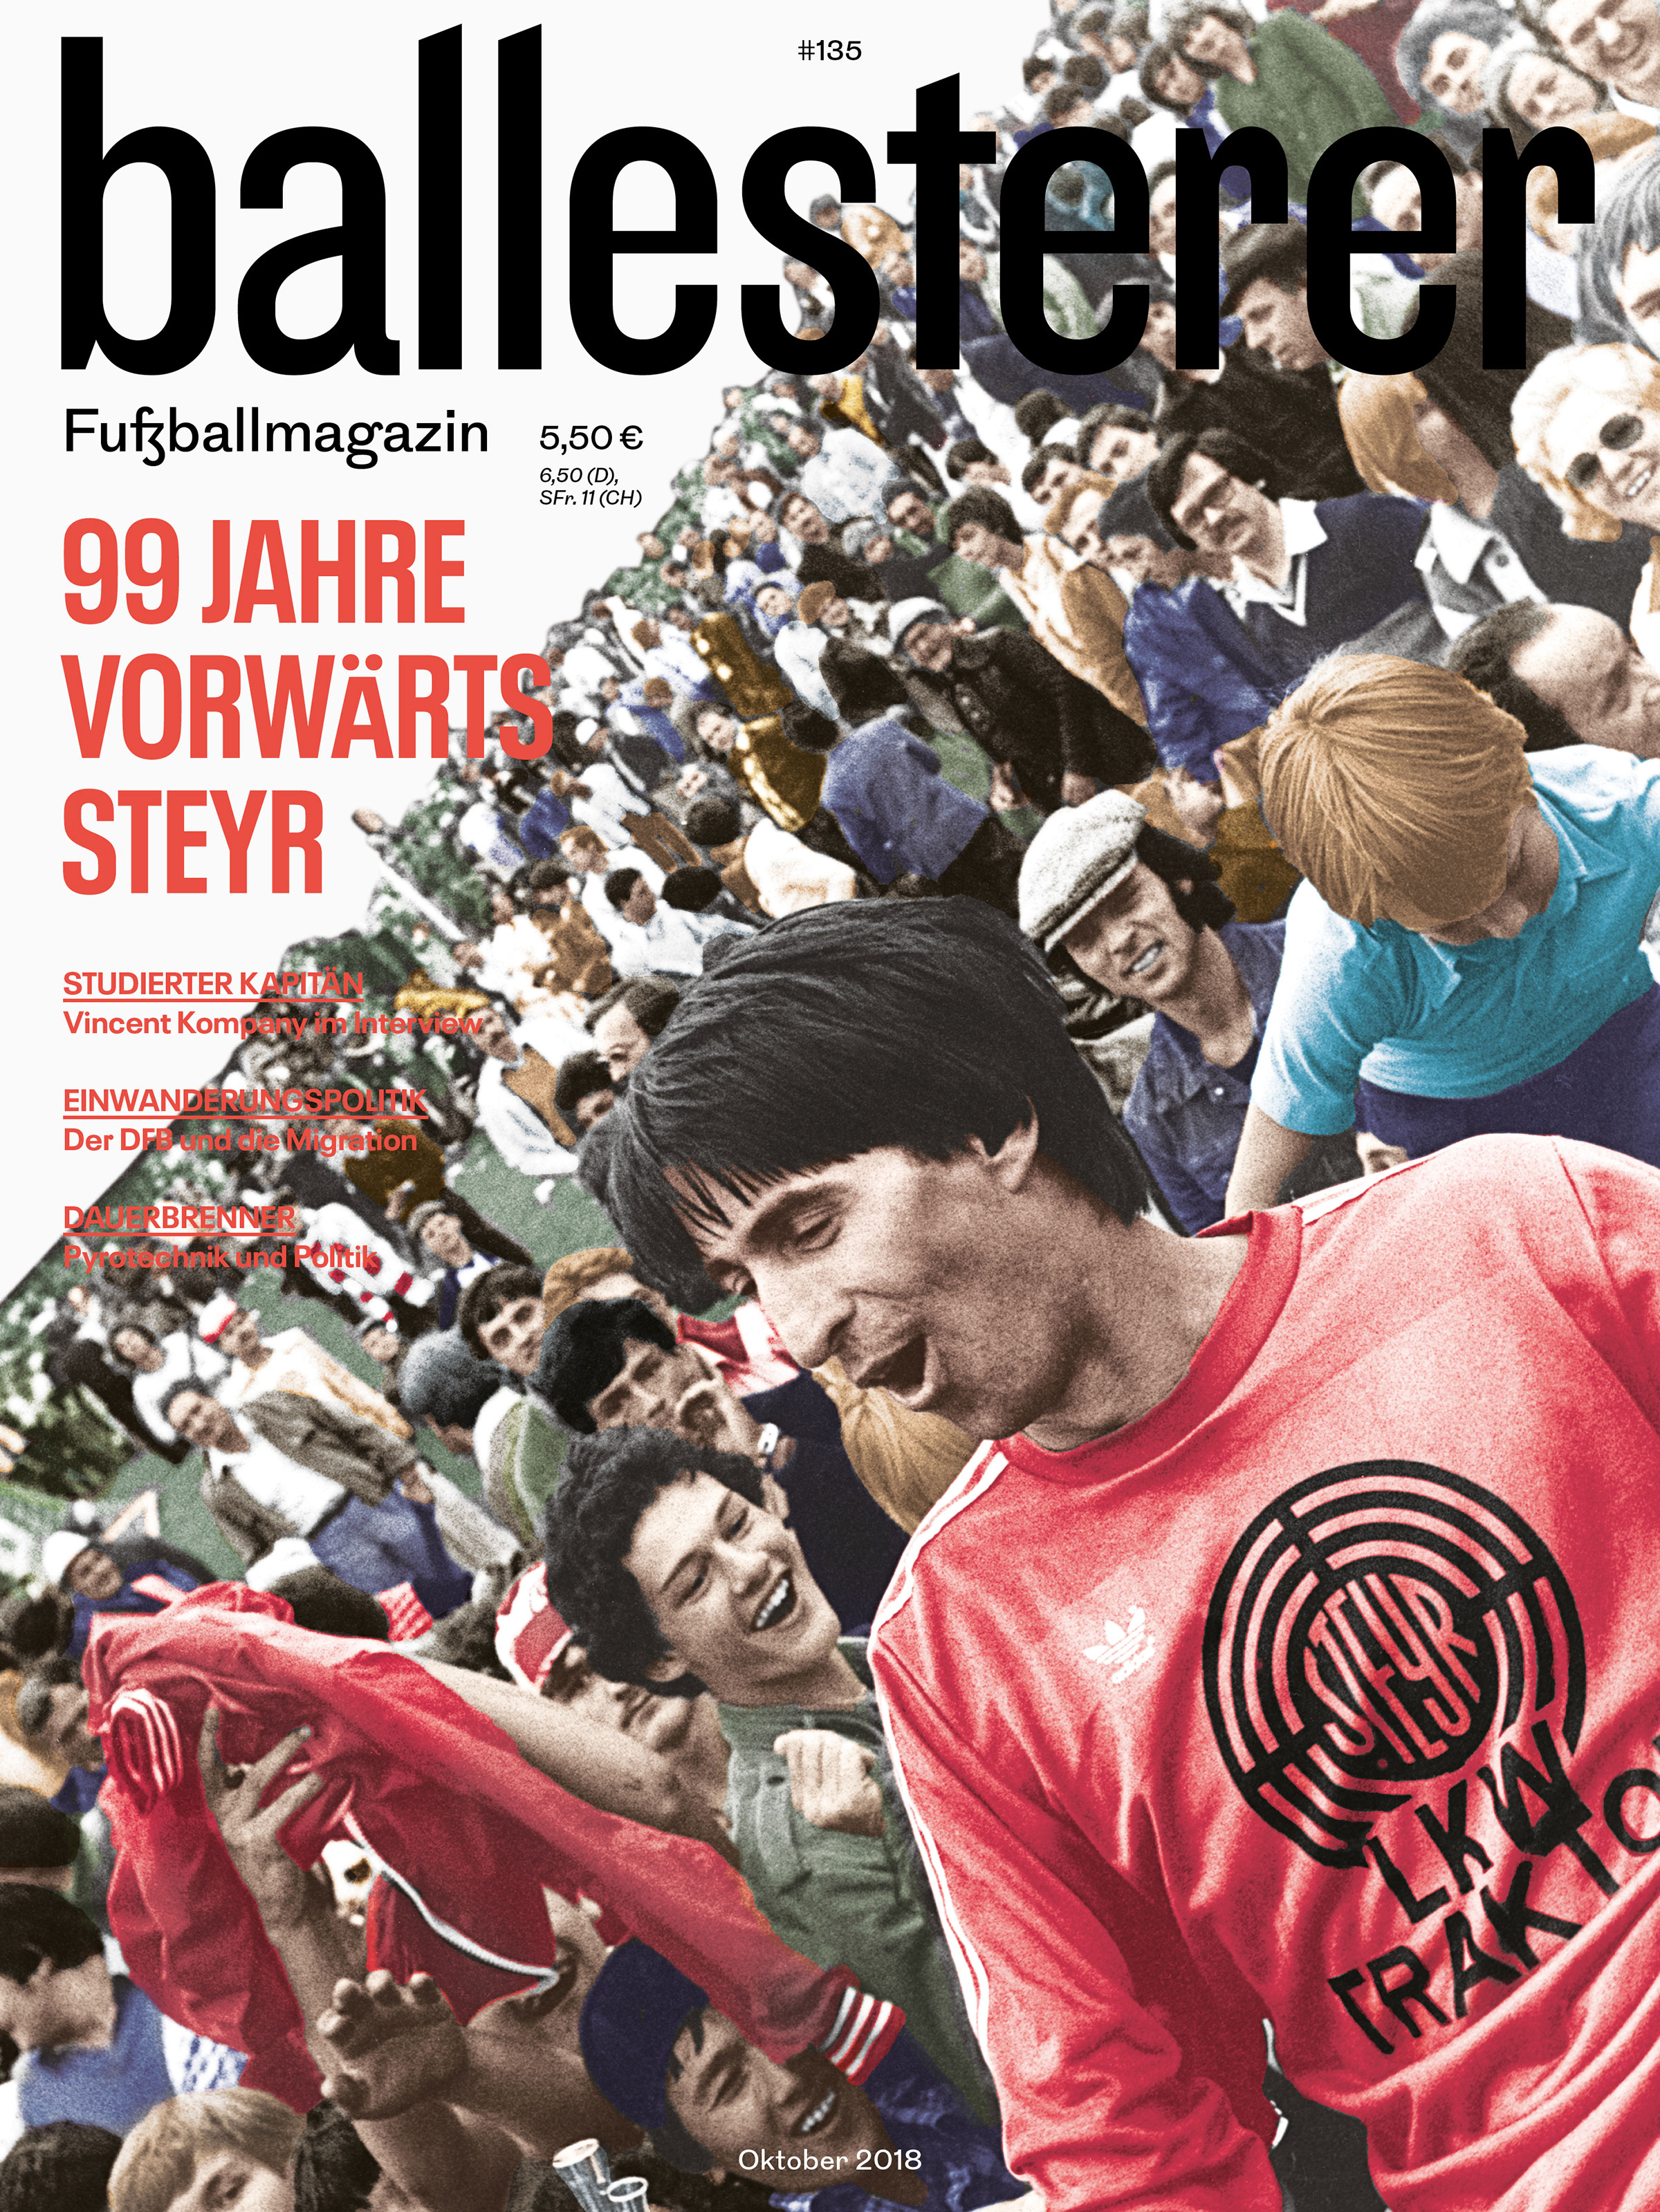 #135
ballesterer
Fußballmagazin
5,50 €
6,50 (D),
SFr. 11 (CH)
99 JAHRE
VORWÄRTS
STEYR
STUDIERTER KAPITÄN
Vincent Kompany im Interview
EINWANDERUNGSPOLITIK
Der DFB und die Migration
DAUERBRENNER
Pyrotechnik und Politik
STEYR
LKW
TRAKTO
Oktober 2018